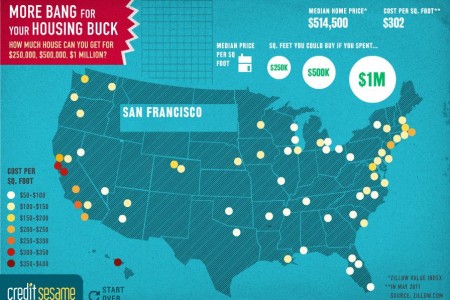 MORE BANG FOR
YOUR HOUSING BUCK
HOW MUCH HOUSE CAN YOU GET FOR
$250,000, $500,000, $1 MILLION?
MEDIAN HOME PRICE*
$514,500
COST PER SQ. FOOT**
$302
MEDIAN PRICE
PER SQ
FOOT
SQ. FEET YOU COULD BUY IF YOU SPENT...
$250K
$500K
$1M
SAN FRANCISCO
COST PER
SQ. FOOT
$50-$100
$100-$150
$150-$200
$200-$250
$250-$300
$300-$350
$350-$400
credit sesame
START
OVER
*ZILLOW VALUE INDEX
**IN MAY 2011
SOURCE: ZILLOW.COM